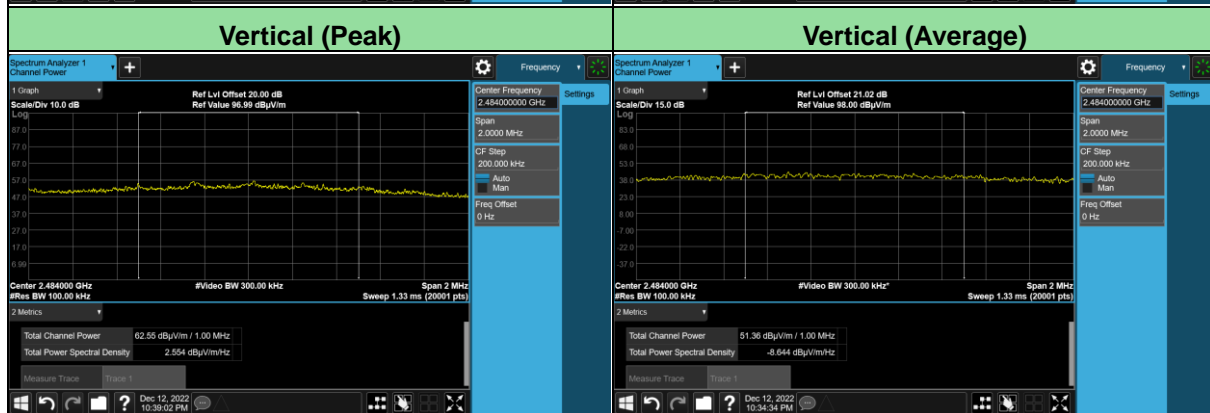 Vertical (Peak)
Vertical (Average)
Spectrum Analyzer 1
Channel Power
+
Frequency
1 Graph
Scale/Div 10.0 dB
Log
Ref Lvl Offset 20.00 dB
Ref Value 96.99 dBµV/m
87.0
77.0
67.0
57.0
47.0
37.0
27.0
17.0
6.99
Center 2.484000 GHz
#Res BW 100.00 kHz
#Video BW 300.00 kHz
Span 2 MHz
Sweep 1.33 ms (20001 pts)
Center Frequency
2.484000000 GHz
Settings
Span
2.0000 MHz
CF Step
200.000 kHz
Auto
Man
Freq Offset
0 Hz
2 Metrics
Total Channel Power 62.55 dBµV/m / 1.00 MHz
Total Power Spectral Density 2.554 dBµV/m/Hz
Measure Trace Trace 1
?
Dec 12, 2022
10:39:02 PM
Spectrum Analyzer 1
Channel Power
+
Frequency
1 Graph
Scale/Div 15.0 dB
Log
Ref Lvl Offset 21.02 dB
Ref Value 98.00 dBµV/m
83.0
68.0
53.0
38.0
23.0
8.00
-7.00
-22.0
-37.0
Center 2.484000 GHz
#Res BW 100.00 kHz
#Video BW 300.00 kHz*
Span 2 MHz
Sweep 1.33 ms (20001 pts)
Center Frequency
2.484000000 GHz
Settings
Span
2.0000 MHz
CF Step
200.000 kHz
Auto
Man
Freq Offset
0 Hz
2 Metrics
Total Channel Power 51.36 dBµV/m / 1.00 MHz
Total Power Spectral Density -8.644 dBµV/m/Hz
Measure Trace Trace 1
?
Dec 12, 2022
10:34:34 PM